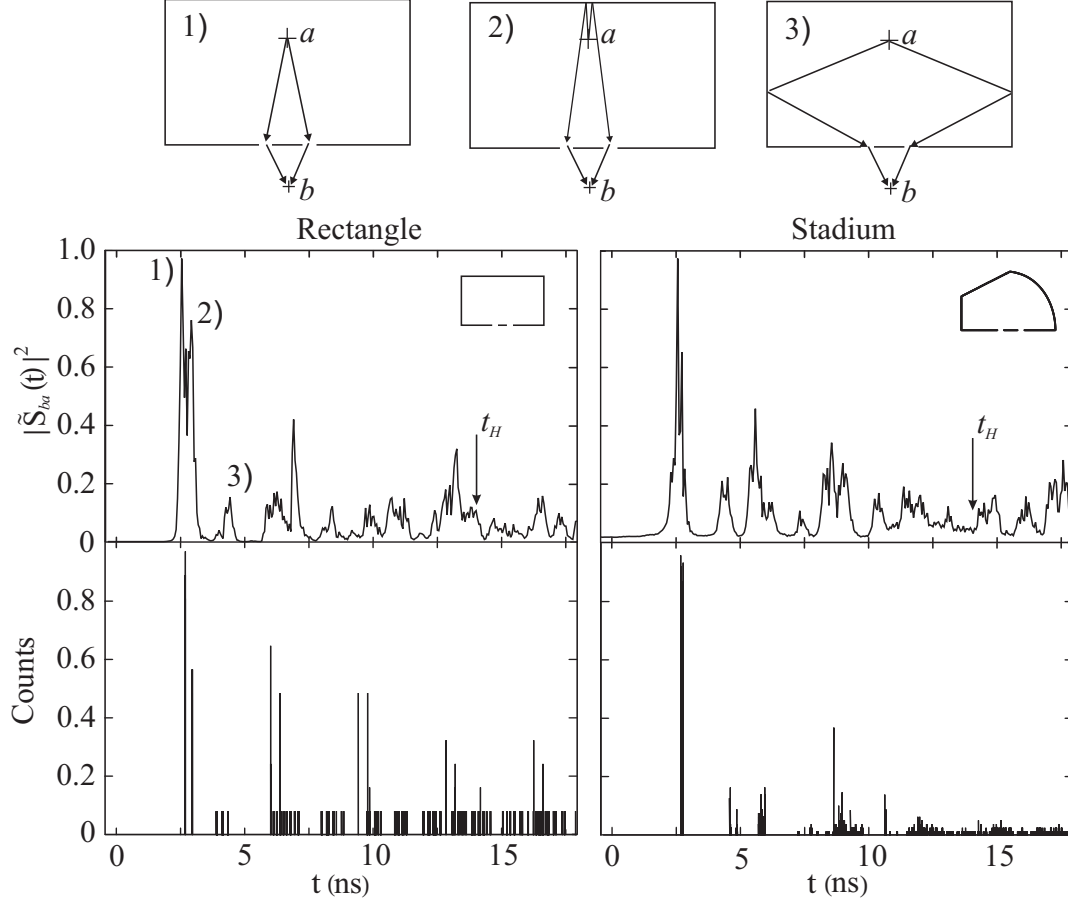 1) a b
2) a b
3) a b
Rectangle
Stadium
|S̃ba(t)|²
1.0
0.8
0.6
0.4
0.2
0
1)
2)
3)
tH
tH
Counts
0.8
0.6
0.4
0.2
0
0 5 10 15
t (ns)
0 5 10 15
t (ns)